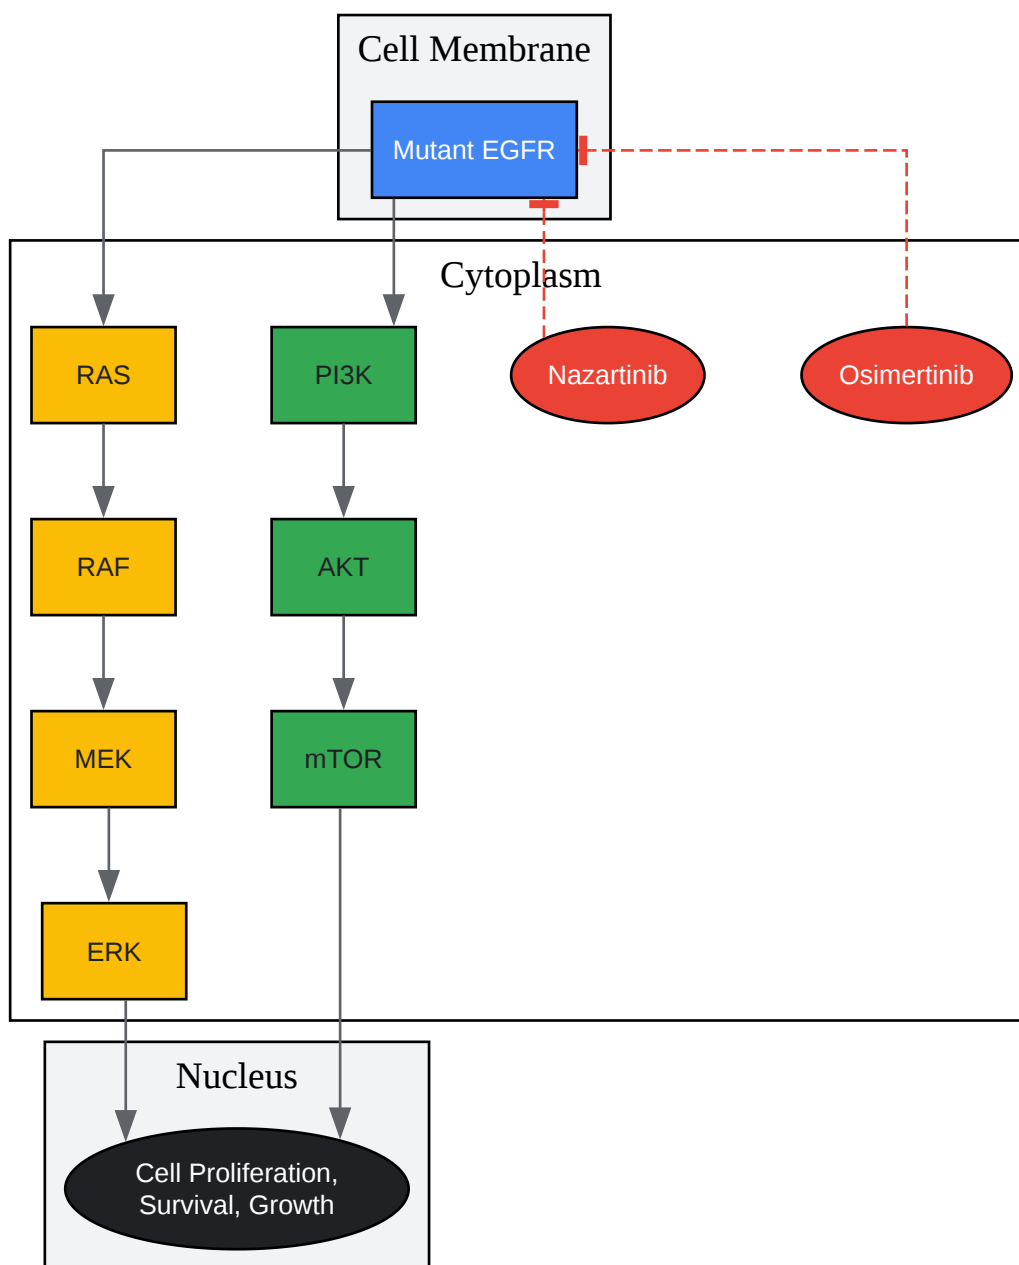 Cell Membrane
Mutant EGFR
Cytoplasm
RAS
PI3K
Nazartinib
Osimertinib
RAF
AKT
MEK
mTOR
ERK
Nucleus
Cell Proliferation,
Survival, Growth